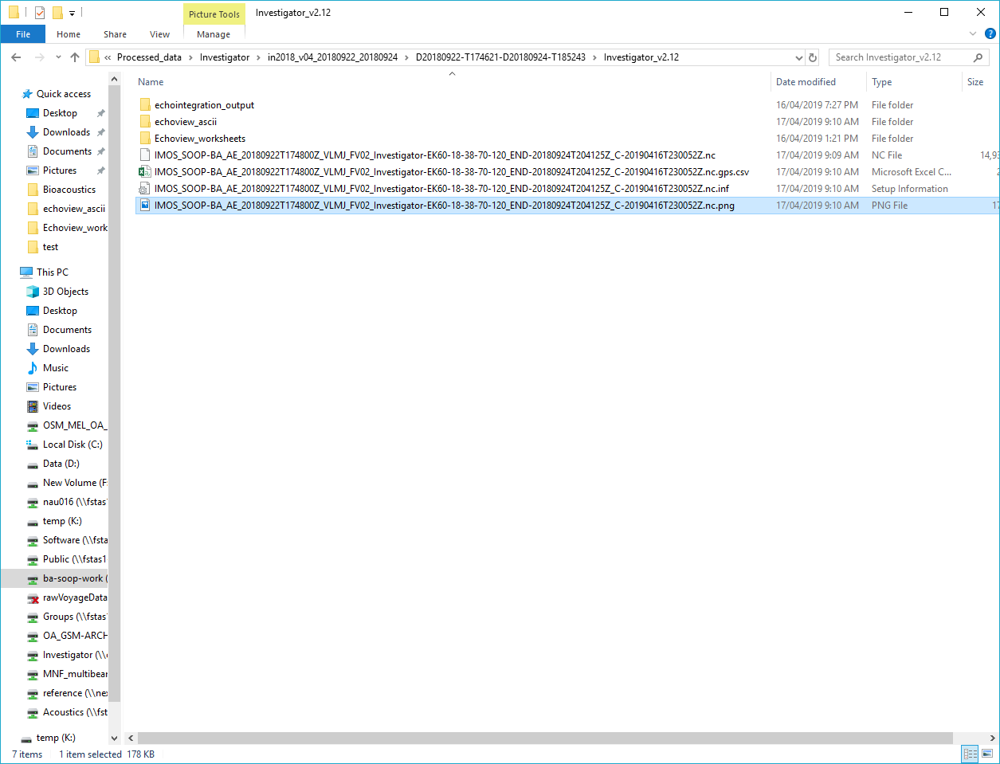 Picture Tools Investigator_v2.12
File Home Share View Manage
« Processed_data › Investigator › in2018_v04_20180922_20180924 › D20180922-T174621-D20180924-T185243 › Investigator_v2.12 Search Investigator_v2.12
Name Date modified Type Size
echointegration_output 16/04/2019 7:27 PM File folder
echoview_ascii 17/04/2019 9:10 AM File folder
Echoview_worksheets 16/04/2019 1:21 PM File folder
IMOS_SOOP-BA_AE_20180922T174800Z_VLMJ_FV02_Investigator-EK60-18-38-70-120_END-20180924T204125Z_C-20190416T230052Z.nc 17/04/2019 9:09 AM NC File 14,93
IMOS_SOOP-BA_AE_20180922T174800Z_VLMJ_FV02_Investigator-EK60-18-38-70-120_END-20180924T204125Z_C-20190416T230052Z.nc.gps.csv 17/04/2019 9:10 AM Microsoft Excel C...
IMOS_SOOP-BA_AE_20180922T174800Z_VLMJ_FV02_Investigator-EK60-18-38-70-120_END-20180924T204125Z_C-20190416T230052Z.nc.inf 17/04/2019 9:10 AM Setup Information
IMOS_SOOP-BA_AE_20180922T174800Z_VLMJ_FV02_Investigator-EK60-18-38-70-120_END-20180924T204125Z_C-20190416T230052Z.nc.png 17/04/2019 9:10 AM PNG File 17
Quick access
Desktop
Downloads
Documents
Pictures
Bioacoustics
echoview_ascii
Echoview_work
test
This PC
3D Objects
Desktop
Documents
Downloads
Music
Pictures
Videos
OSM_MEL_OA_
Local Disk (C:)
Data (D:)
New Volume (F
nau016 (\\fstas
temp (K:)
Software (\\fsta
Public (\\fstas1
ba-soop-work (
rawVoyageData
Groups (\\fstas
OA_GSM-ARCH
Investigator (\\
MNF_multibear
reference (\\ne
Acoustics (\\fst
temp (K:)
7 items 1 item selected 178 KB